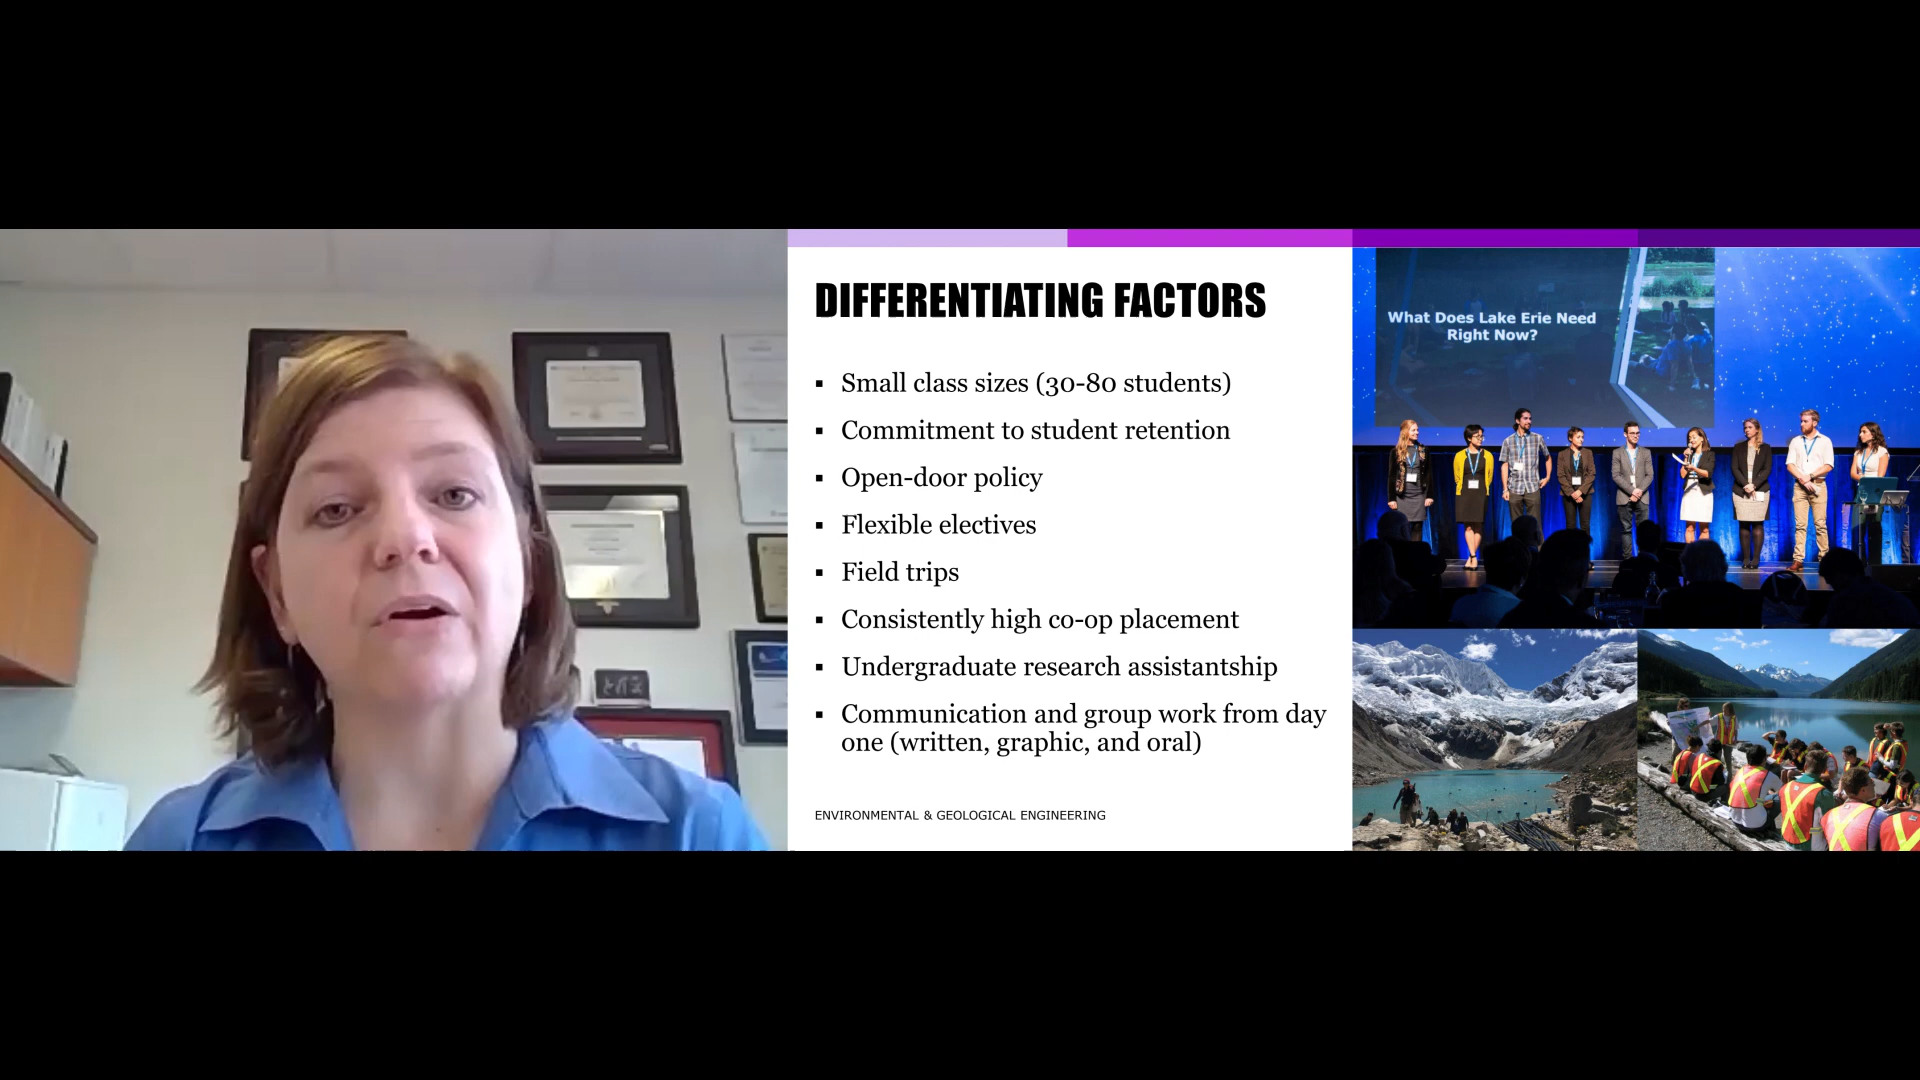 DIFFERENTIATING FACTORS
▪ Small class sizes (30-80 students)
▪ Commitment to student retention
▪ Open-door policy
▪ Flexible electives
▪ Field trips
▪ Consistently high co-op placement
▪ Undergraduate research assistantship
▪ Communication and group work from day
one (written, graphic, and oral)
ENVIRONMENTAL & GEOLOGICAL ENGINEERING
What Does Lake Erie Need
Right Now?